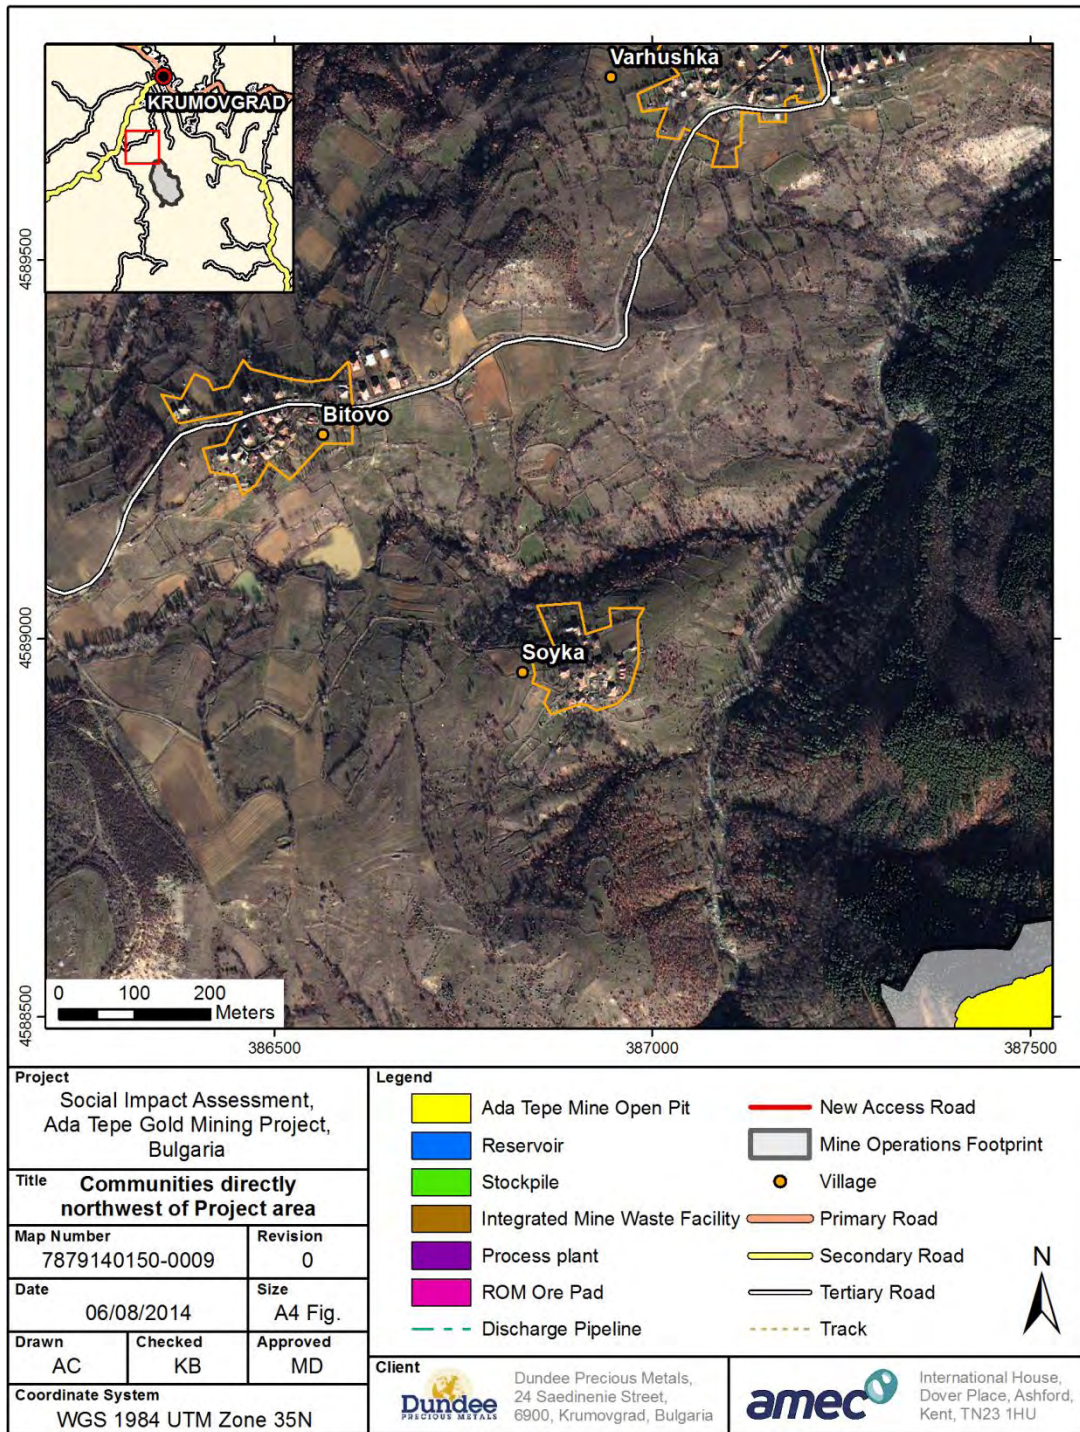 Varhushka
KRUMOVGRAD
4589500
Bitovo
4589000
Soyka
0 100 200
Meters
4588500
386500 387000 387500
Project
Social Impact Assessment,
Ada Tepe Gold Mining Project,
Bulgaria
Title Communities directly
northwest of Project area
Map Number Revision
7879140150-0009 0
Date Size
06/08/2014 A4 Fig.
Drawn Checked Approved
AC KB MD
Coordinate System
WGS 1984 UTM Zone 35N
Legend
Ada Tepe Mine Open Pit
Reservoir
Stockpile
Integrated Mine Waste Facility
Process plant
ROM Ore Pad
Discharge Pipeline
New Access Road
Mine Operations Footprint
Village
Primary Road
Secondary Road
Tertiary Road
Track
N
Client
Dundee
PRECIOUS METALS
Dundee Precious Metals,
24 Saedinenie Street,
6900, Krumovgrad, Bulgaria
amec
International House,
Dover Place, Ashford,
Kent, TN23 1HU